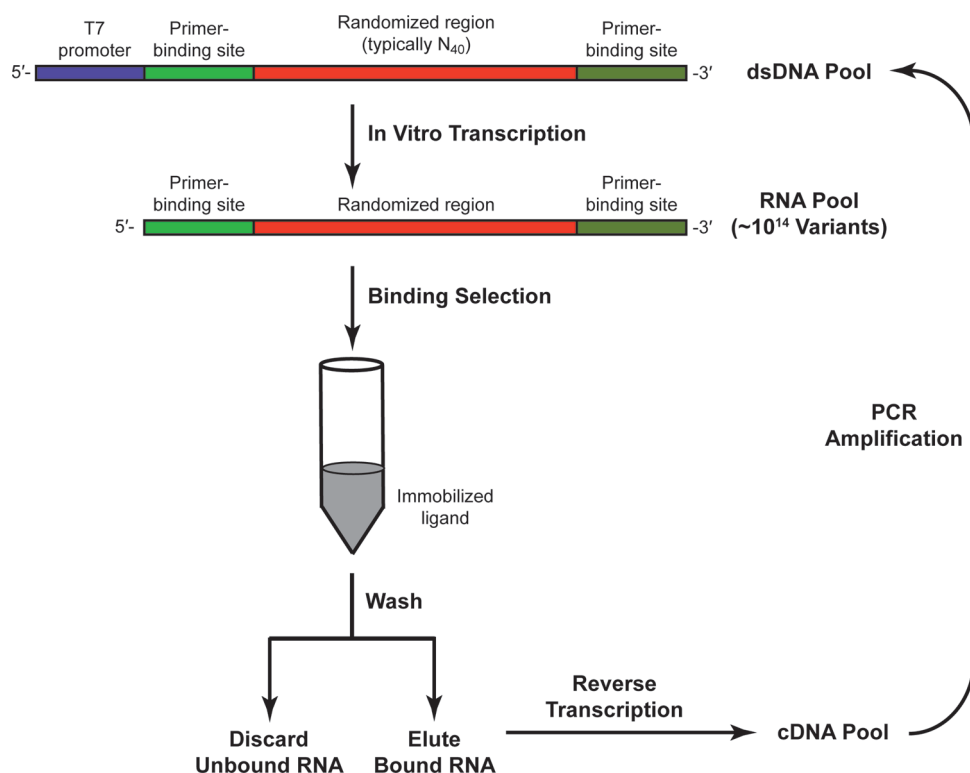 T7
promoter
Primer-
binding site
Randomized region
(typically N₄₀)
Primer-
binding site
5′-
-3′
dsDNA Pool
In Vitro Transcription
Primer-
binding site
Randomized region
Primer-
binding site
5′-
-3′
RNA Pool
(~10¹⁴ Variants)
Binding Selection
PCR
Amplification
Immobilized
ligand
Wash
Reverse
Transcription
Discard
Unbound RNA
Elute
Bound RNA
cDNA Pool